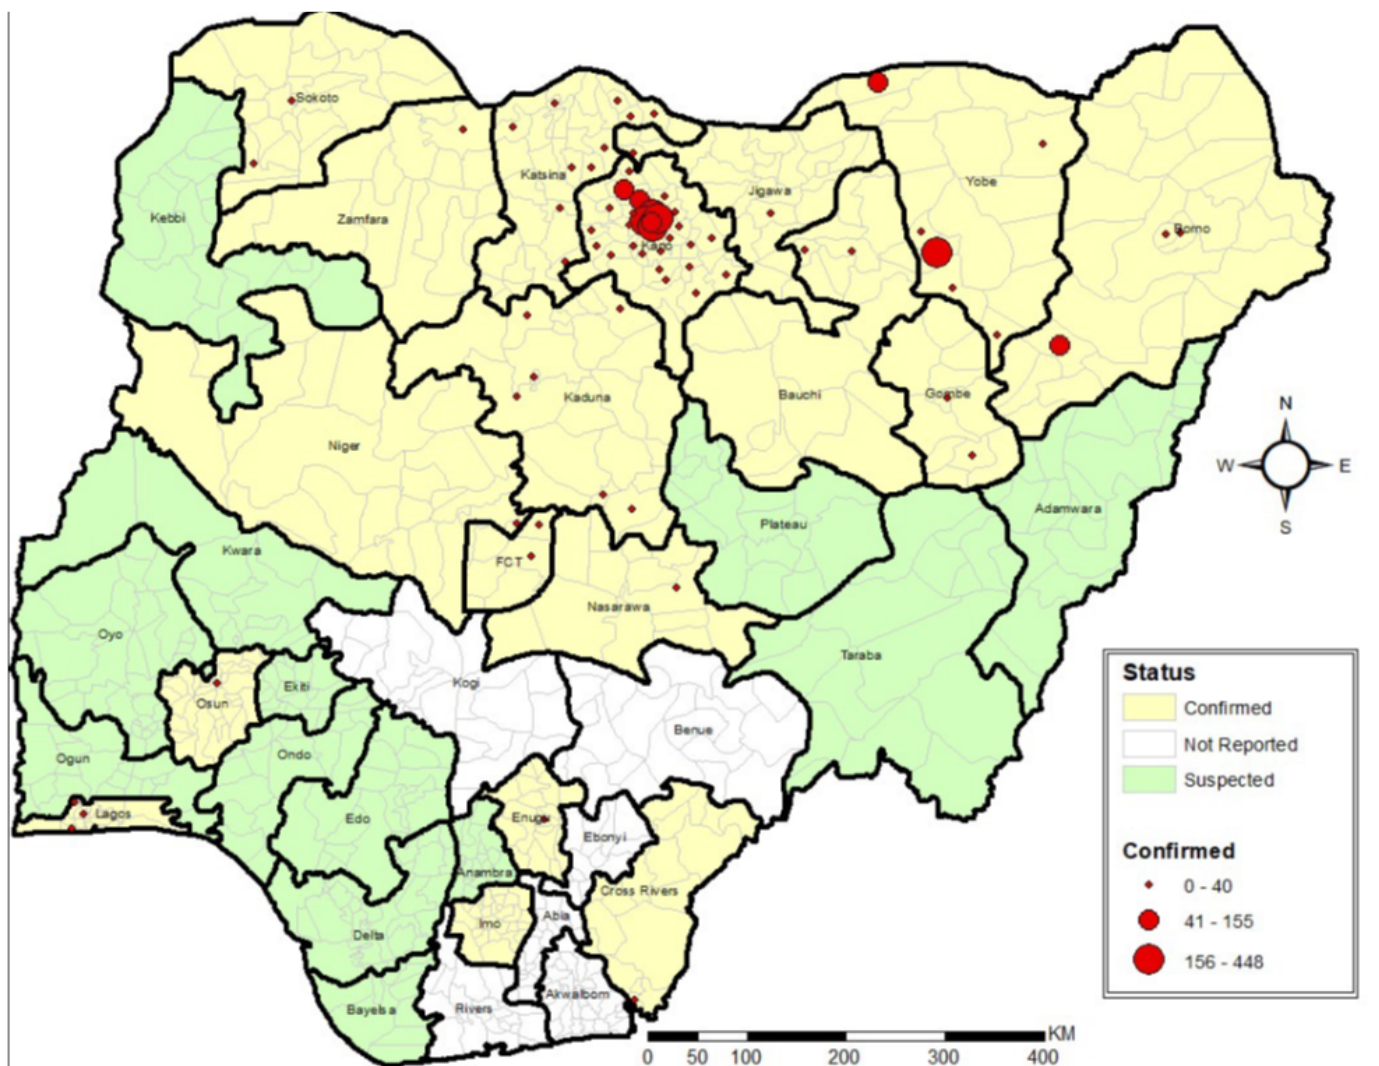 Sokoto
Kebbi
Zamfara
Katsina
Kano
Jigawa
Yobe
Borno
Niger
Kaduna
Bauchi
Gombe
Adamwara
Plateau
Kwara
FCT
Nasarawa
Taraba
Oyo
Osun
Ekiti
Kogi
Benue
Ogun
Ondo
Lagos
Edo
Enugu
Ebonyi
Anambra
Cross Rivers
Imo
Abia
Delta
Bayelsa
Rivers
AkwaIbom
N
W
E
S
Status
Confirmed
Not Reported
Suspected
Confirmed
0 - 40
41 - 155
156 - 448
KM
0 50 100 200 300 400